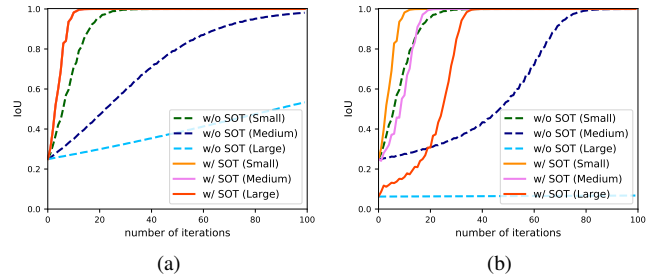 1.0
0.8
0.6
0.4
0.2
0.0
IoU
0 20 40 60 80 100
number of iterations
w/o SOT (Small)
w/o SOT (Medium)
w/o SOT (Large)
w/ SOT (Small)
w/ SOT (Medium)
w/ SOT (Large)
(a)
1.0
0.8
0.6
0.4
0.2
0.0
IoU
0 20 40 60 80 100
number of iterations
w/o SOT (Small)
w/o SOT (Medium)
w/o SOT (Large)
w/ SOT (Small)
w/ SOT (Medium)
w/ SOT (Large)
(b)